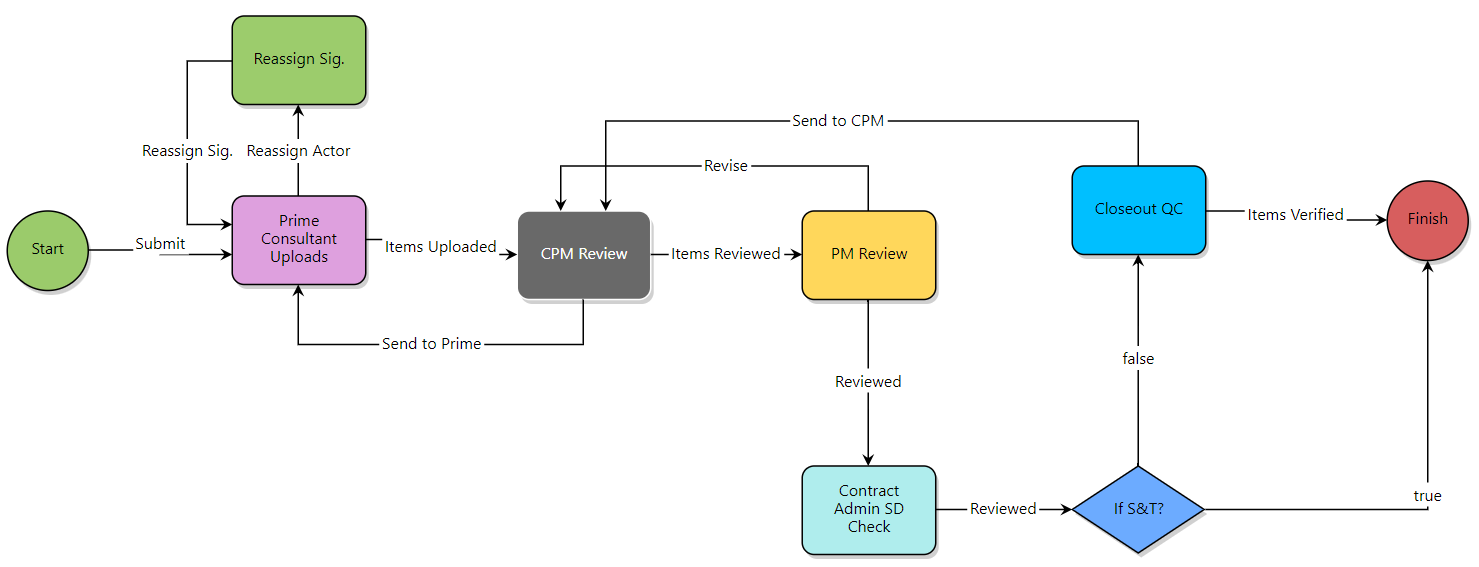 Reassign Sig.
Send to CPM
Reassign Sig.
Reassign Actor
Revise
Closeout QC
Items Verified
Finish
Start
Submit
Prime
Consultant
Uploads
Items Uploaded
CPM Review
Items Reviewed
PM Review
Send to Prime
false
Reviewed
Contract
Admin SD
Check
Reviewed
If S&T?
true